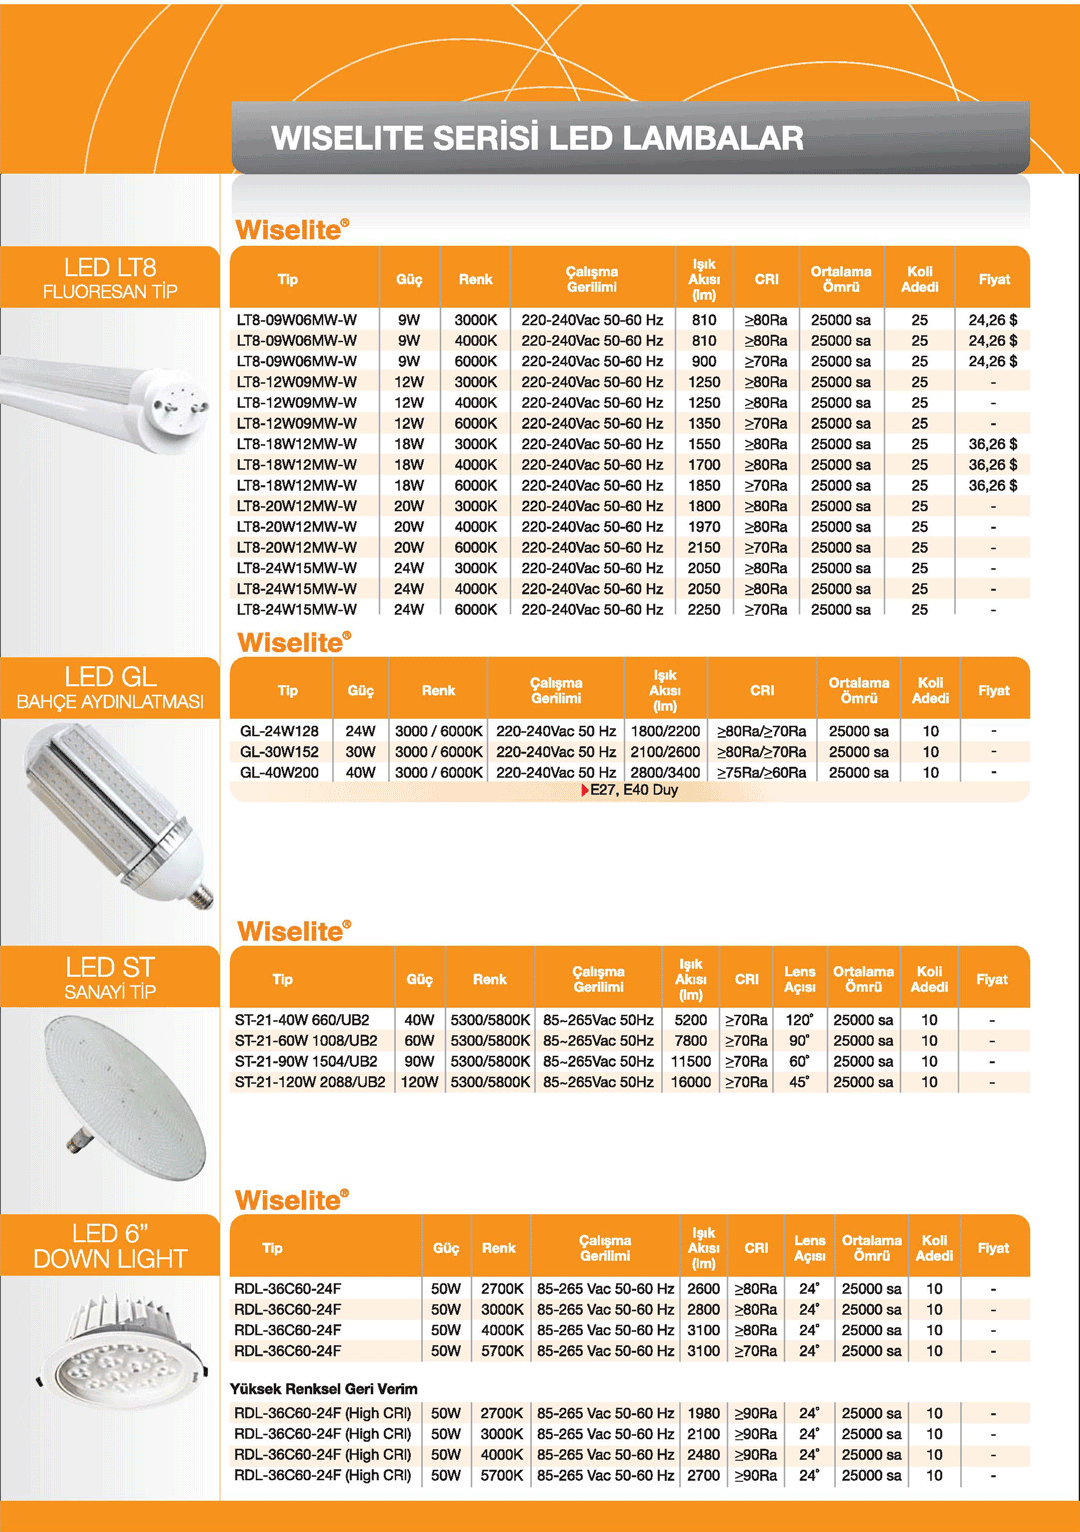 WISELITE SERİSİ LED LAMBALAR
Wiselite®
LED LT8
FLUORESAN TİP
Tip Güç Renk Çalışma Gerilimi Işık Akısı (lm) CRI Ortalama Ömrü Koli Adedi Fiyat
LT8-09W06MW-W 9W 3000K 220-240Vac 50-60 Hz 810 ≥80Ra 25000 sa 25 24,26 $
LT8-09W06MW-W 9W 4000K 220-240Vac 50-60 Hz 810 ≥80Ra 25000 sa 25 24,26 $
LT8-09W06MW-W 9W 6000K 220-240Vac 50-60 Hz 900 ≥70Ra 25000 sa 25 24,26 $
LT8-12W09MW-W 12W 3000K 220-240Vac 50-60 Hz 1250 ≥80Ra 25000 sa 25 -
LT8-12W09MW-W 12W 4000K 220-240Vac 50-60 Hz 1250 ≥80Ra 25000 sa 25 -
LT8-12W09MW-W 12W 6000K 220-240Vac 50-60 Hz 1350 ≥70Ra 25000 sa 25 -
LT8-18W12MW-W 18W 3000K 220-240Vac 50-60 Hz 1550 ≥80Ra 25000 sa 25 36,26 $
LT8-18W12MW-W 18W 4000K 220-240Vac 50-60 Hz 1700 ≥80Ra 25000 sa 25 36,26 $
LT8-18W12MW-W 18W 6000K 220-240Vac 50-60 Hz 1850 ≥70Ra 25000 sa 25 36,26 $
LT8-20W12MW-W 20W 3000K 220-240Vac 50-60 Hz 1800 ≥80Ra 25000 sa 25 -
LT8-20W12MW-W 20W 4000K 220-240Vac 50-60 Hz 1970 ≥80Ra 25000 sa 25 -
LT8-20W12MW-W 20W 6000K 220-240Vac 50-60 Hz 2150 ≥70Ra 25000 sa 25 -
LT8-24W15MW-W 24W 3000K 220-240Vac 50-60 Hz 2050 ≥80Ra 25000 sa 25 -
LT8-24W15MW-W 24W 4000K 220-240Vac 50-60 Hz 2050 ≥80Ra 25000 sa 25 -
LT8-24W15MW-W 24W 6000K 220-240Vac 50-60 Hz 2250 ≥70Ra 25000 sa 25 -
Wiselite®
LED GL
BAHÇE AYDINLATMASI
Tip Güç Renk Çalışma Gerilimi Işık Akısı (lm) CRI Ortalama Ömrü Koli Adedi Fiyat
GL-24W128 24W 3000 / 6000K 220-240Vac 50 Hz 1800/2200 ≥80Ra/≥70Ra 25000 sa 10 -
GL-30W152 30W 3000 / 6000K 220-240Vac 50 Hz 2100/2600 ≥80Ra/≥70Ra 25000 sa 10 -
GL-40W200 40W 3000 / 6000K 220-240Vac 50 Hz 2800/3400 ≥75Ra/≥60Ra 25000 sa 10 -
E27, E40 Duy
Wiselite®
LED ST
SANAYİ TİP
Tip Güç Renk Çalışma Gerilimi Işık Akısı (lm) CRI Lens Açısı Ortalama Ömrü Koli Adedi Fiyat
ST-21-40W 660/UB2 40W 5300/5800K 85~265Vac 50Hz 5200 ≥70Ra 120° 25000 sa 10 -
ST-21-60W 1008/UB2 60W 5300/5800K 85~265Vac 50Hz 7800 ≥70Ra 90° 25000 sa 10 -
ST-21-90W 1504/UB2 90W 5300/5800K 85~265Vac 50Hz 11500 ≥70Ra 60° 25000 sa 10 -
ST-21-120W 2088/UB2 120W 5300/5800K 85~265Vac 50Hz 16000 ≥70Ra 45° 25000 sa 10 -
Wiselite®
LED 6”
DOWN LIGHT
Tip Güç Renk Çalışma Gerilimi Işık Akısı (lm) CRI Lens Açısı Ortalama Ömrü Koli Adedi Fiyat
RDL-36C60-24F 50W 2700K 85-265 Vac 50-60 Hz 2600 ≥80Ra 24° 25000 sa 10 -
RDL-36C60-24F 50W 3000K 85-265 Vac 50-60 Hz 2800 ≥80Ra 24° 25000 sa 10 -
RDL-36C60-24F 50W 4000K 85-265 Vac 50-60 Hz 3100 ≥80Ra 24° 25000 sa 10 -
RDL-36C60-24F 50W 5700K 85-265 Vac 50-60 Hz 3100 ≥70Ra 24° 25000 sa 10 -
Yüksek Renksel Geri Verim
RDL-36C60-24F (High CRI) 50W 2700K 85-265 Vac 50-60 Hz 1980 ≥90Ra 24° 25000 sa 10 -
RDL-36C60-24F (High CRI) 50W 3000K 85-265 Vac 50-60 Hz 2100 ≥90Ra 24° 25000 sa 10 -
RDL-36C60-24F (High CRI) 50W 4000K 85-265 Vac 50-60 Hz 2480 ≥90Ra 24° 25000 sa 10 -
RDL-36C60-24F (High CRI) 50W 5700K 85-265 Vac 50-60 Hz 2700 ≥90Ra 24° 25000 sa 10 -